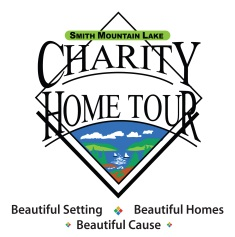 SMITH MOUNTAIN LAKE
CHARITY
HOME TOUR
Beautiful Setting Beautiful Homes
Beautiful Cause